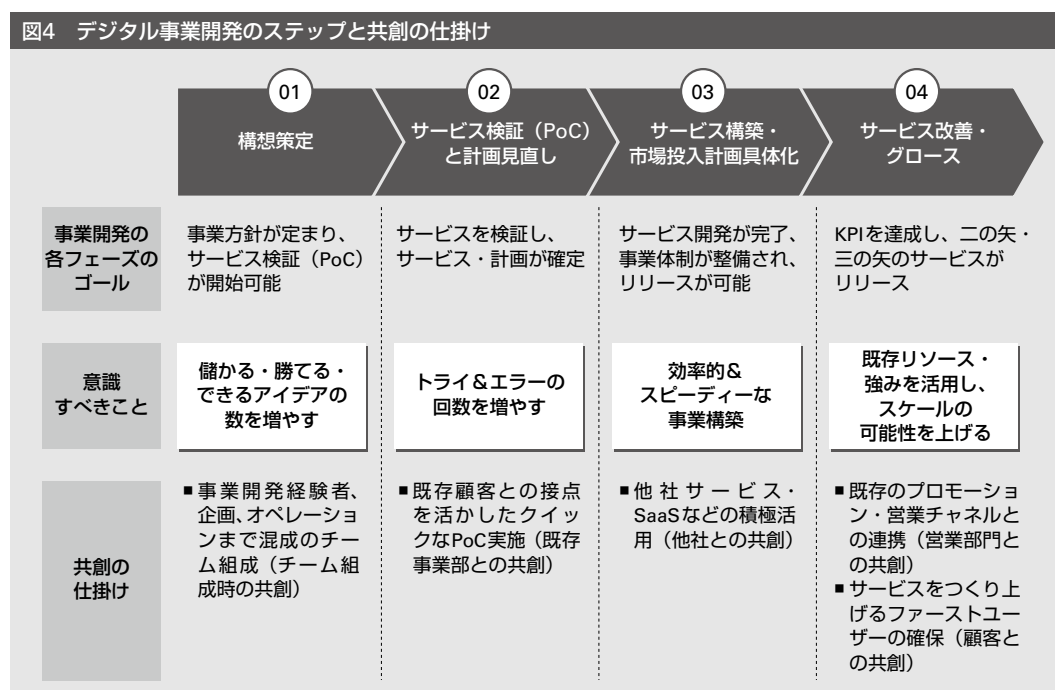 図4　デジタル事業開発のステップと共創の仕掛け
01
構想策定
02
サービス検証（PoC）
と計画見直し
03
サービス構築・
市場投入計画具体化
04
サービス改善・
グロース
事業開発の
各フェーズの
ゴール
事業方針が定まり、
サービス検証（PoC）
が開始可能
サービスを検証し、
サービス・計画が確定
サービス開発が完了、
事業体制が整備され、
リリースが可能
KPIを達成し、二の矢・
三の矢のサービスが
リリース
意識
すべきこと
儲かる・勝てる・
できるアイデアの
数を増やす
トライ＆エラーの
回数を増やす
効率的＆
スピーディーな
事業構築
既存リソース・
強みを活用し、
スケールの
可能性を上げる
共創の
仕掛け
■事業開発経験者、
企画、オペレーショ
ンまで混成のチー
ム組成（チーム組
成時の共創）
■既存顧客との接点
を活かしたクイッ
クなPoC実施（既存
事業部との共創）
■他社サービス・
SaaSなどの積極活
用（他社との共創）
■既存のプロモーショ
ン・営業チャネルと
の連携（営業部門と
の共創）
■サービスをつくり上
げるファーストユー
ザーの確保（顧客と
の共創）